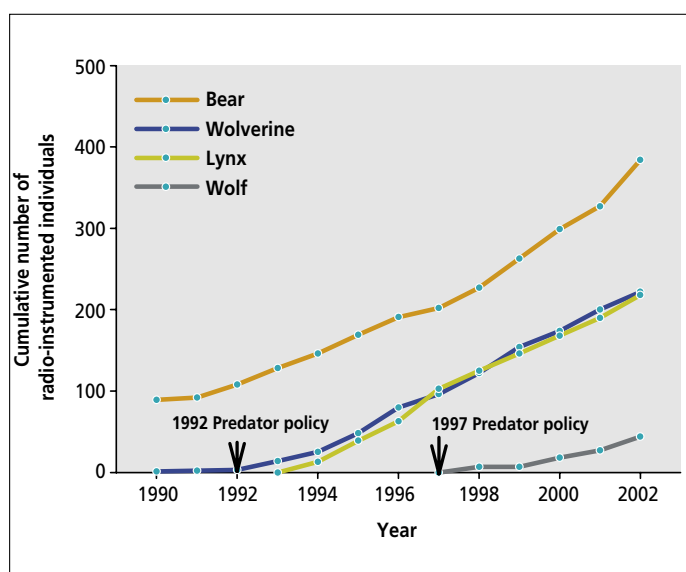 500
400
300
200
100
0
Cumulative number of
radio-instrumented individuals
Bear
Wolverine
Lynx
Wolf
1992 Predator policy
1997 Predator policy
1990
1992
1994
1996
1998
2000
2002
Year